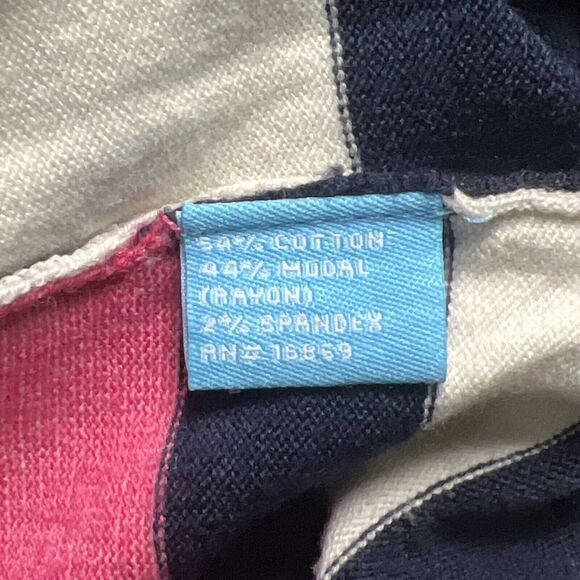 54% COTTON
44% MODAL
(RAYON)
2% SPANDEX
RN# 16869